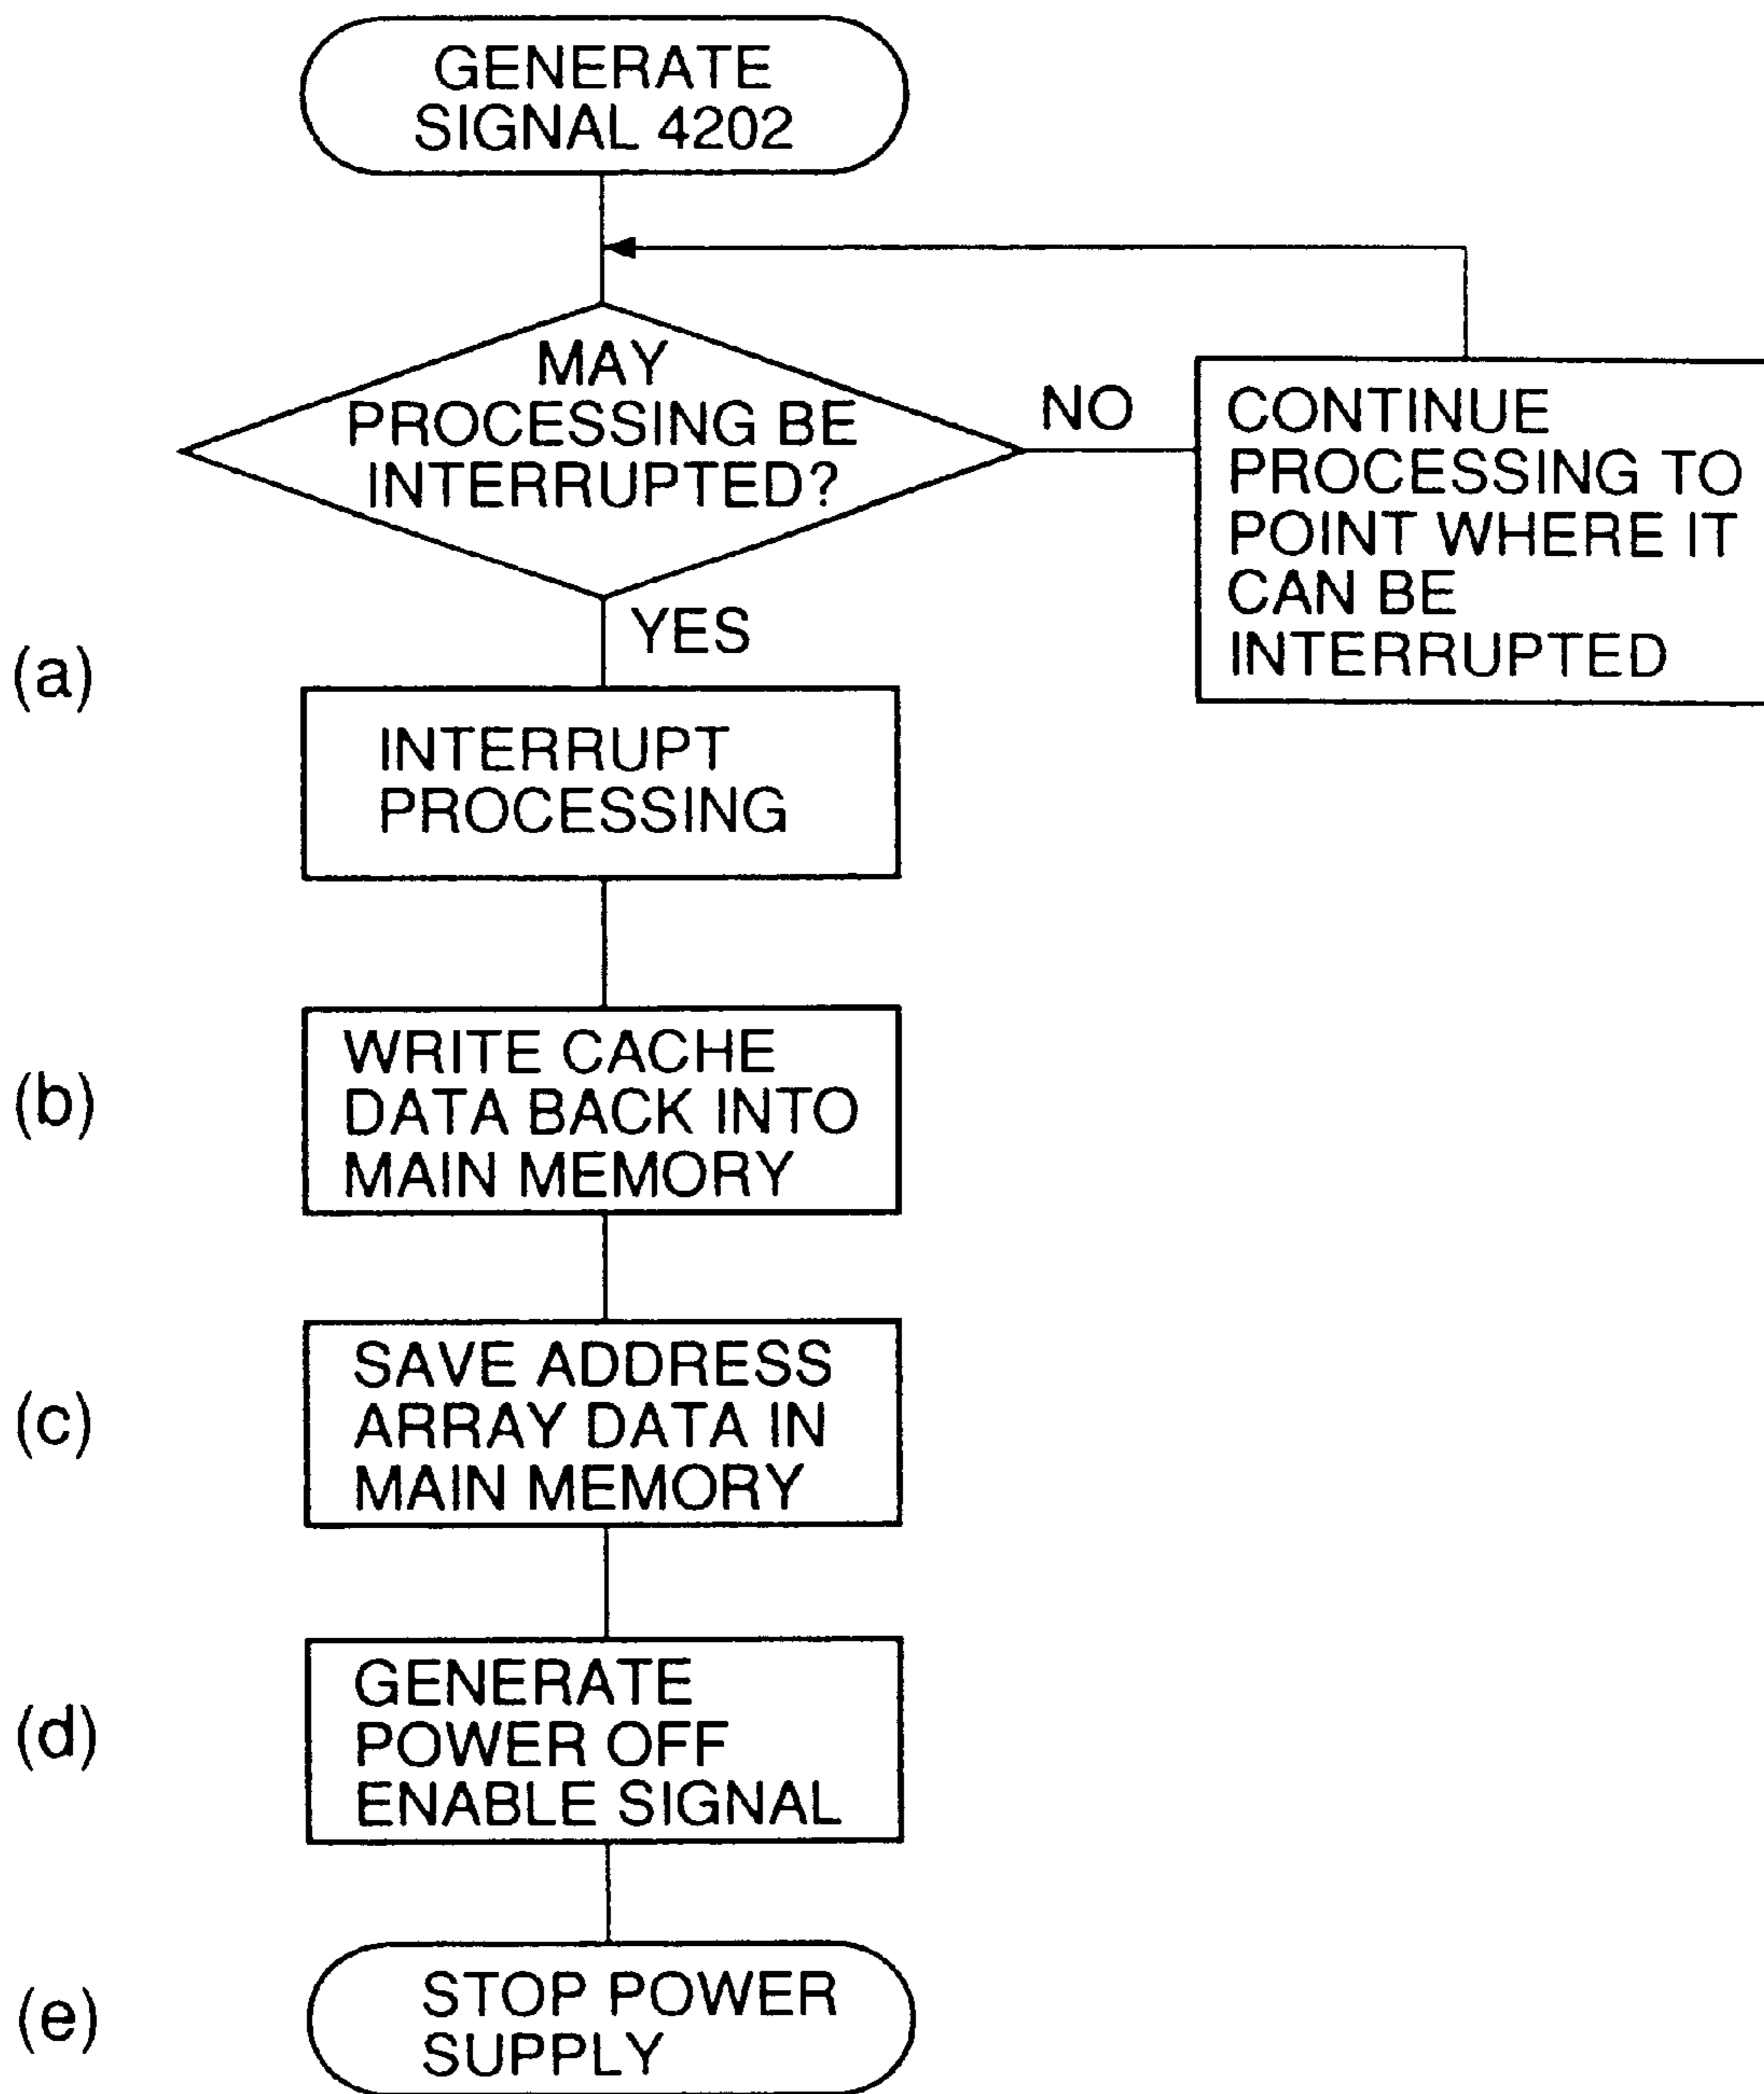 GENERATE
SIGNAL 4202
MAY
PROCESSING BE
INTERRUPTED?
NO
CONTINUE
PROCESSING TO
POINT WHERE IT
CAN BE
INTERRUPTED
YES
(a)
INTERRUPT
PROCESSING
(b)
WRITE CACHE
DATA BACK INTO
MAIN MEMORY
(c)
SAVE ADDRESS
ARRAY DATA IN
MAIN MEMORY
(d)
GENERATE
POWER OFF
ENABLE SIGNAL
(e)
STOP POWER
SUPPLY